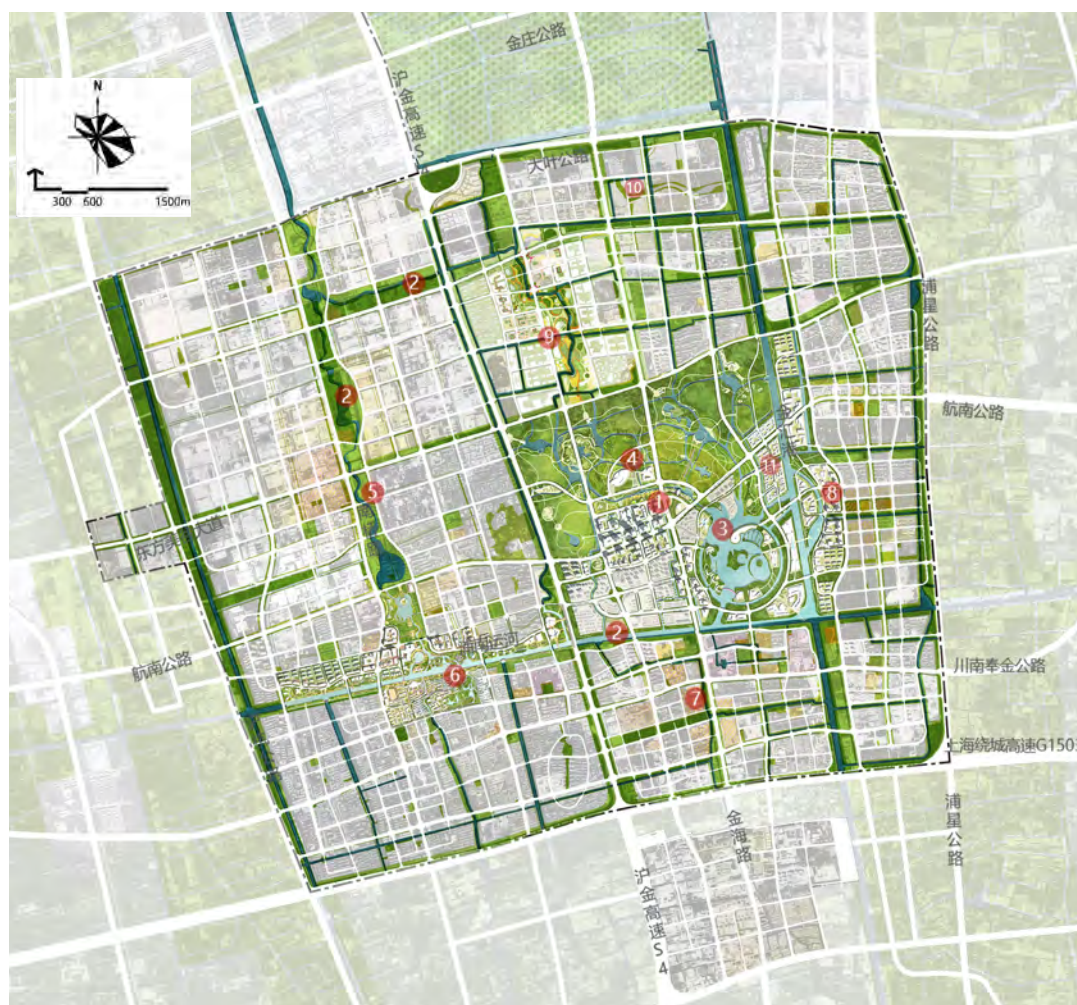 金庄公路
沪金高速S4
N
300 600 1500m
大叶公路
10
2
浦星公路
9
2
航南公路
金
4
11
5
1
8
3
东方美谷大道
2
浦南运河
航南公路
6
川南奉金公路
7
上海绕城高速G1503
金海路
浦星公路
沪金高速S4